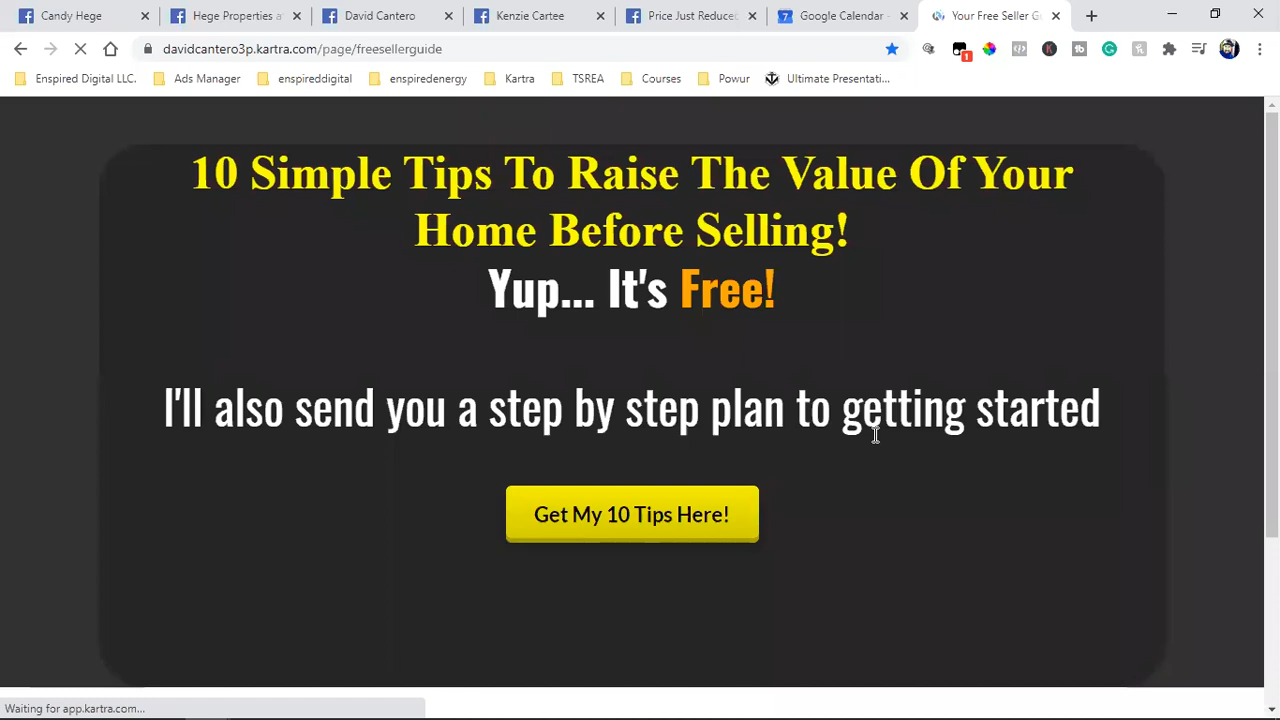 Candy Hege
Hege Properties a
David Cantero
Kenzie Cartee
Price Just Reduced
Google Calendar -
Your Free Seller G
davidcantero3p.kartra.com/page/freesellerguide
1
Enspired Digital LLC.
Ads Manager
enspireddigital
enspiredenergy
Kartra
TSREA
Courses
Powur
Ultimate Presentati...
10 Simple Tips To Raise The Value Of Your
Home Before Selling!
Yup... It's Free!
I'll also send you a step by step plan to getting started
Get My 10 Tips Here!
Waiting for app.kartra.com...